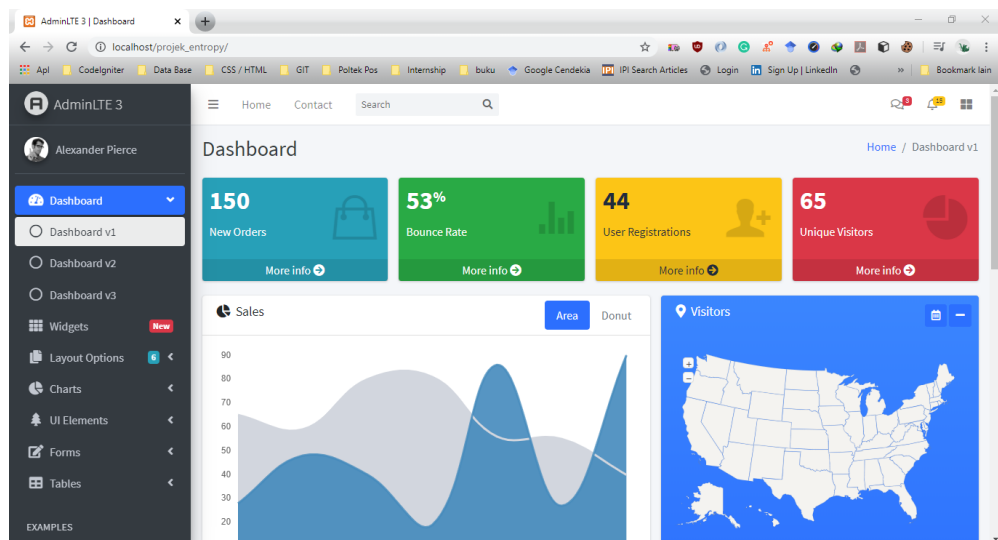 AdminLTE 3 | Dashboard
localhost/projek_entropy/
Apl CodeIgniter Data Base CSS / HTML GIT Poltek Pos Internship buku Google Cendekia IPI IPI Search Articles Login in Sign Up | LinkedIn » Bookmark lain
AdminLTE 3
Home Contact Search 3 15
Alexander Pierce
Dashboard
Home / Dashboard v1
Dashboard
Dashboard v1
Dashboard v2
Dashboard v3
Widgets New
Layout Options 6
Charts
UI Elements
Forms
Tables
EXAMPLES
150
New Orders
More info
53%
Bounce Rate
More info
44
User Registrations
More info
65
Unique Visitors
More info
Sales
Area Donut
90
80
70
60
50
40
30
20
Visitors
+
−